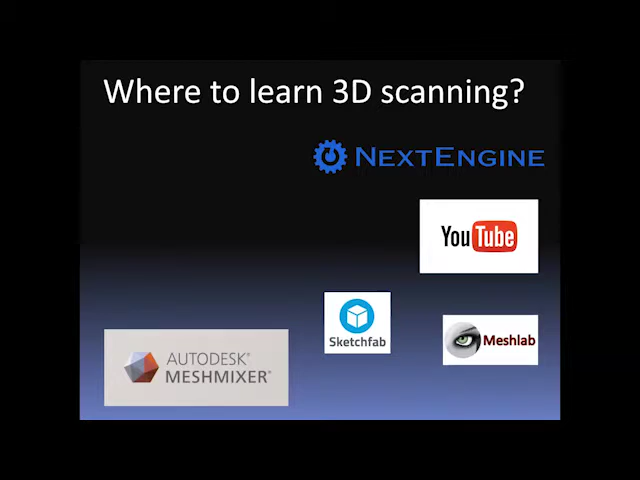 Where to learn 3D scanning?
NEXTENGINE
YouTube
Sketchfab
Meshlab
AUTODESK®
MESHMIXER®